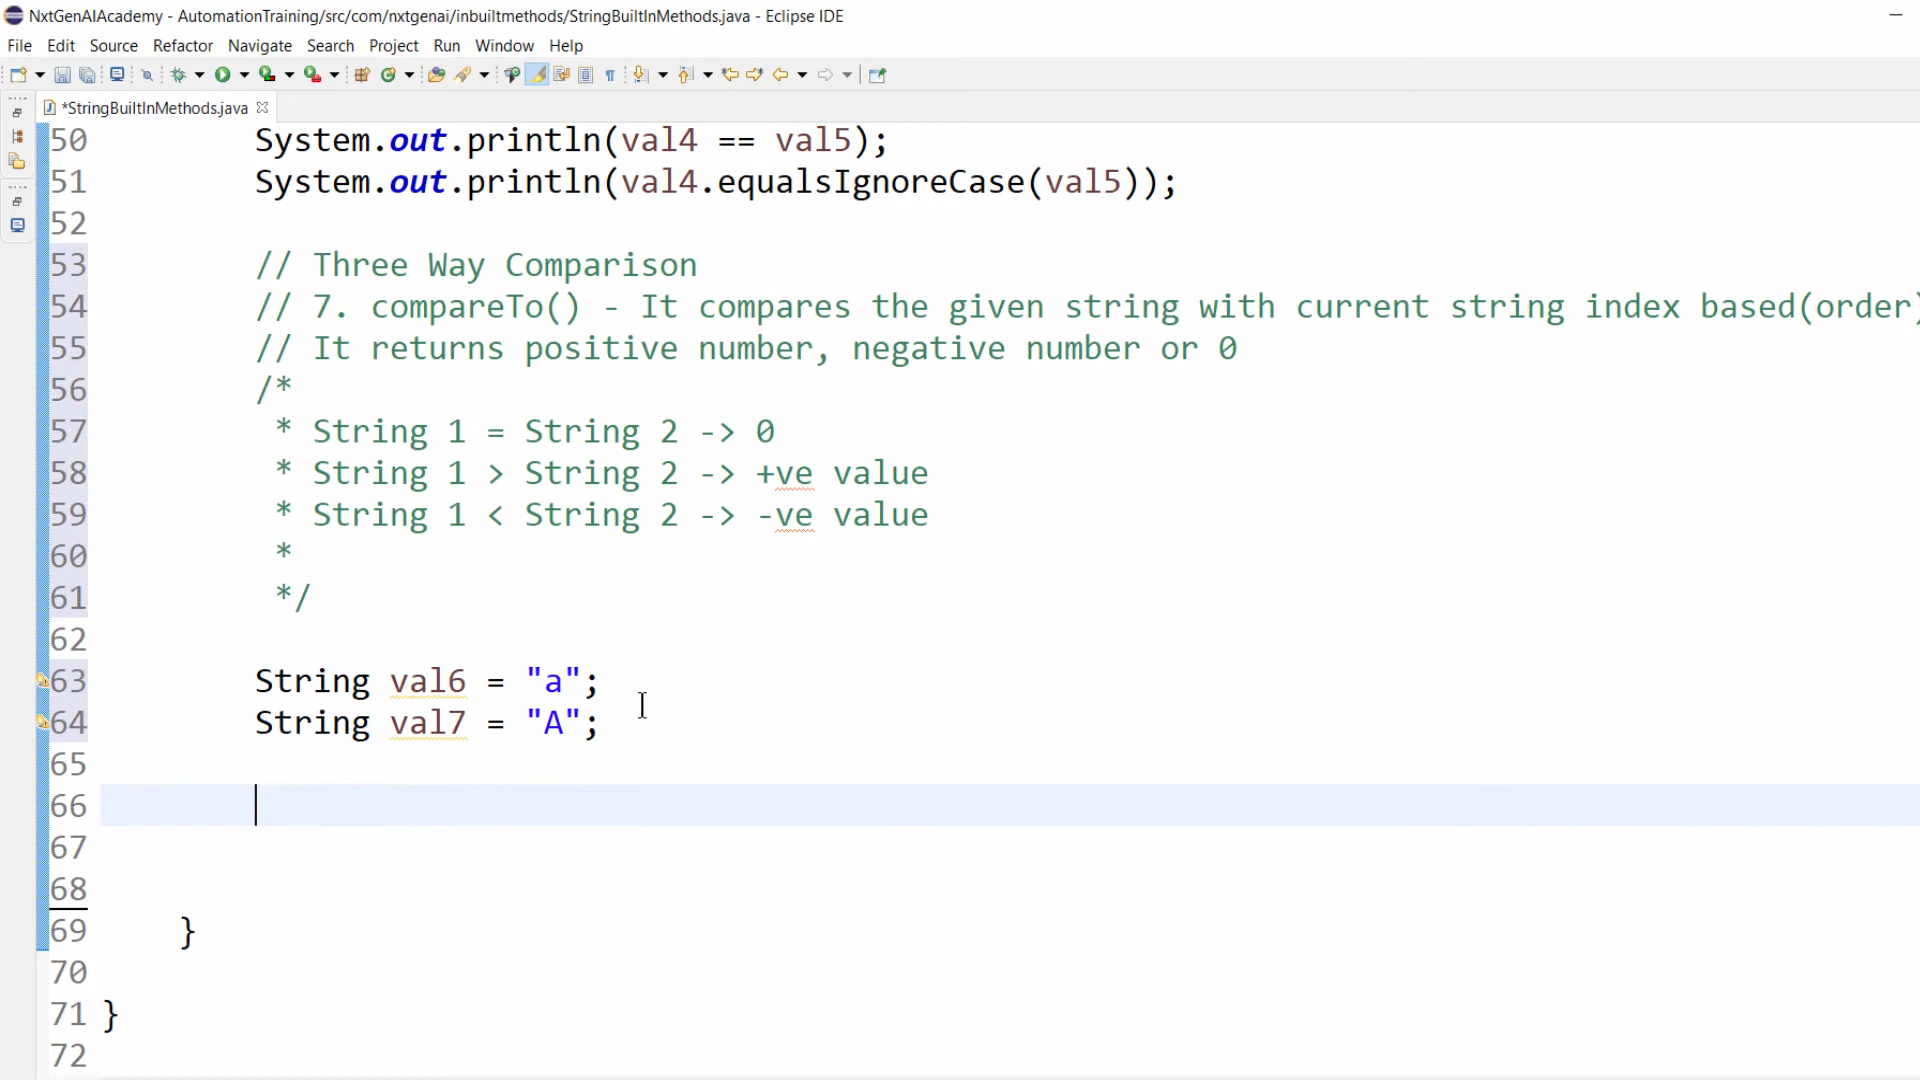 NxtGenAIAcademy - AutomationTraining/src/com/nxtgenai/inbuiltmethods/StringBuiltInMethods.java - Eclipse IDE
File Edit Source Refactor Navigate Search Project Run Window Help
*StringBuiltInMethods.java
50 System.out.println(val4 == val5);
51 System.out.println(val4.equalsIgnoreCase(val5));
52
53 // Three Way Comparison
54 // 7. compareTo() - It compares the given string with current string index based(order)
55 // It returns positive number, negative number or 0
56 /*
57 * String 1 = String 2 -> 0
58 * String 1 > String 2 -> +ve value
59 * String 1 < String 2 -> -ve value
60 *
61 */
62
63 String val6 = "a";
64 String val7 = "A";
65
66
67
68
69 }
70
71 }
72